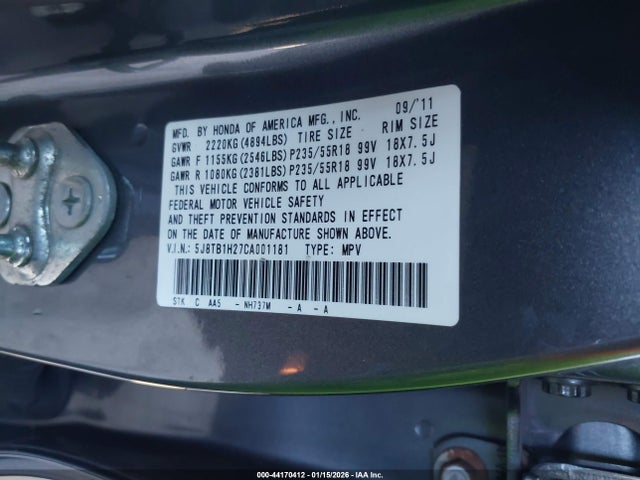 MFD. BY HONDA OF AMERICA MFG., INC. 09/'11
GVWR 2220KG(4894LBS) TIRE SIZE RIM SIZE
GAWR F 1155KG(2546LBS)P235/55R18 99V 18X7.5J
GAWR R 1080KG(2381LBS)P235/55R18 99V 18X7.5J
THIS VEHICLE CONFORMS TO ALL APPLICABLE
FEDERAL MOTOR VEHICLE SAFETY
AND THEFT PREVENTION STANDARDS IN EFFECT
ON THE DATE OF MANUFACTURE SHOWN ABOVE.
V.I.N.: 5J8TB1H27CA001181 TYPE: MPV
STK C AA5 - NH737M - A - A
000-44170412 - 01/15/2026 - IAA Inc.